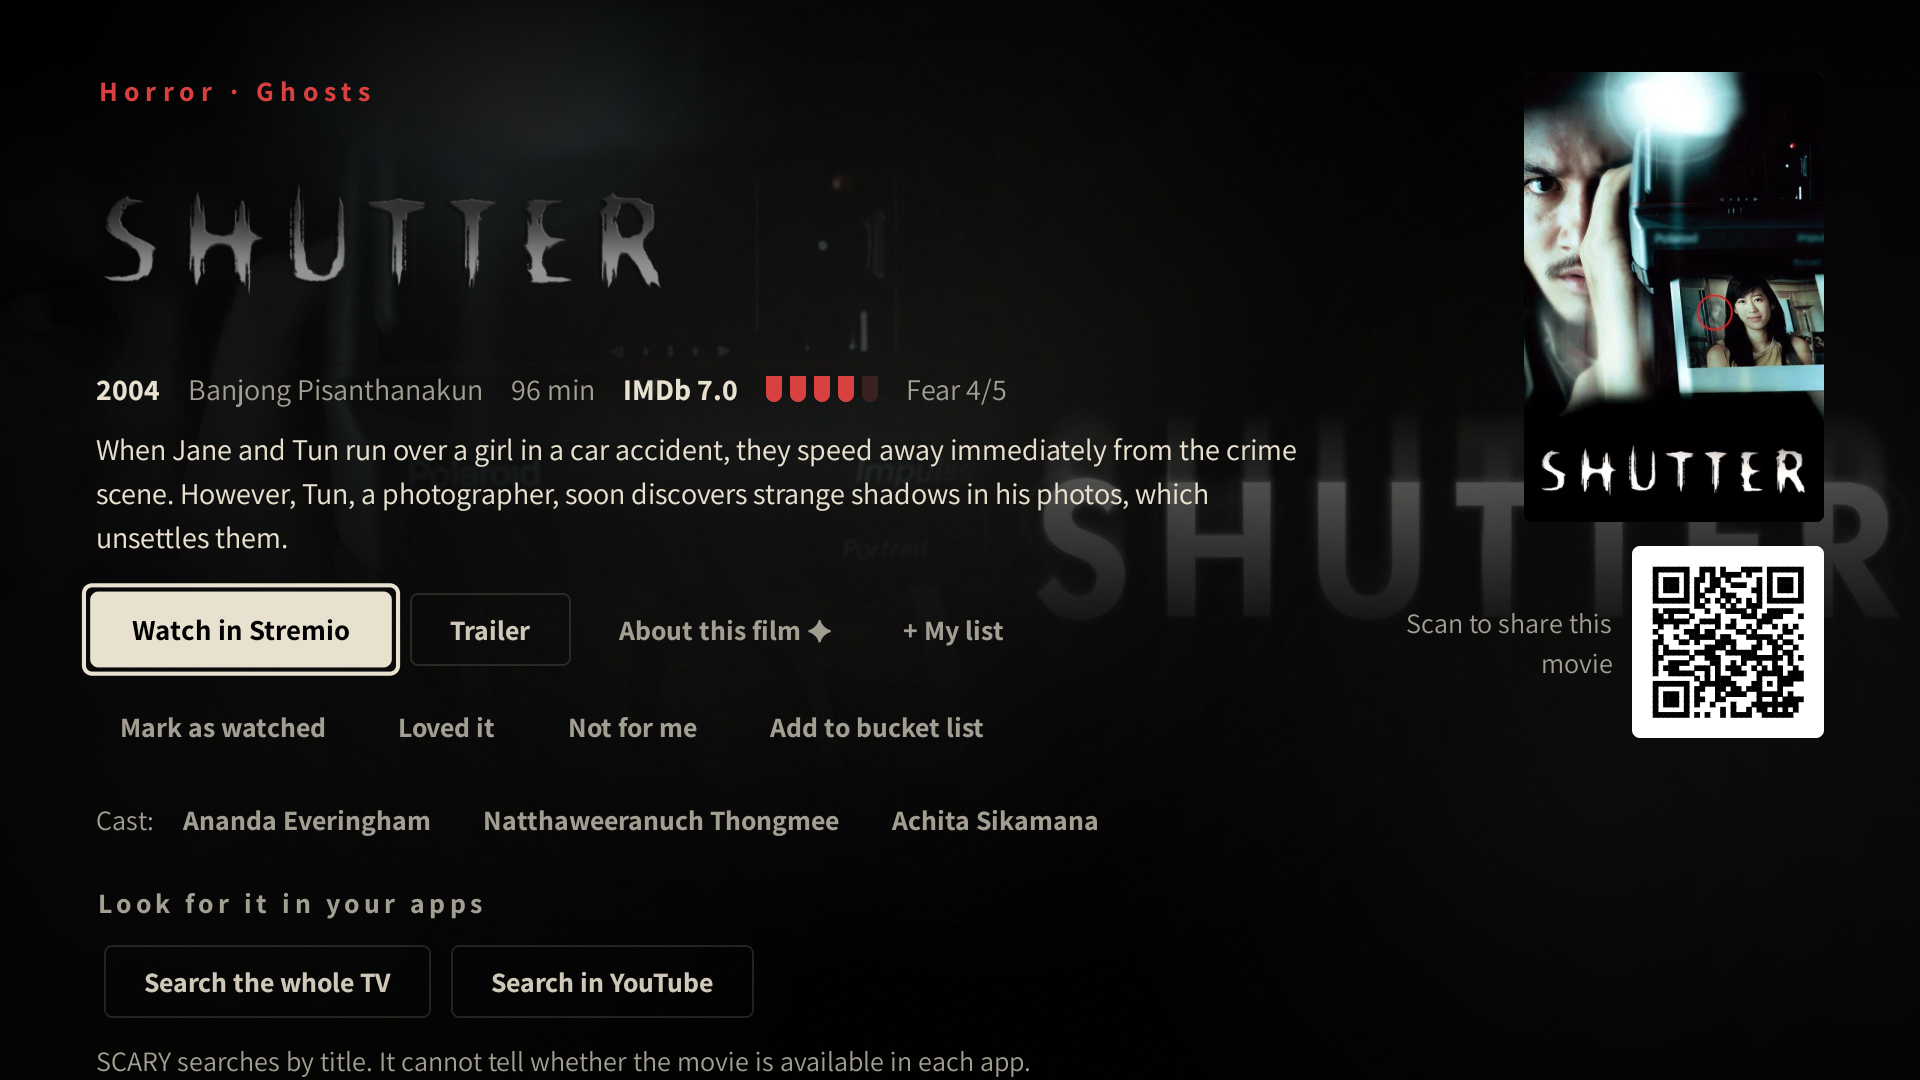 Horror · Ghosts
SHUTTER
2004 Banjong Pisanthanakun 96 min IMDb 7.0 Fear 4/5
When Jane and Tun run over a girl in a car accident, they speed away immediately from the crime
scene. However, Tun, a photographer, soon discovers strange shadows in his photos, which
unsettles them.
Polaroid
Impulse
Portrait
SHUTTER
Watch in Stremio
Trailer
About this film ✦
+ My list
Mark as watched
Loved it
Not for me
Add to bucket list
Cast: Ananda Everingham Natthaweeranuch Thongmee Achita Sikamana
Look for it in your apps
Search the whole TV
Search in YouTube
SCARY searches by title. It cannot tell whether the movie is available in each app.
Polaroid
SHUTTER
Scan to share this
movie